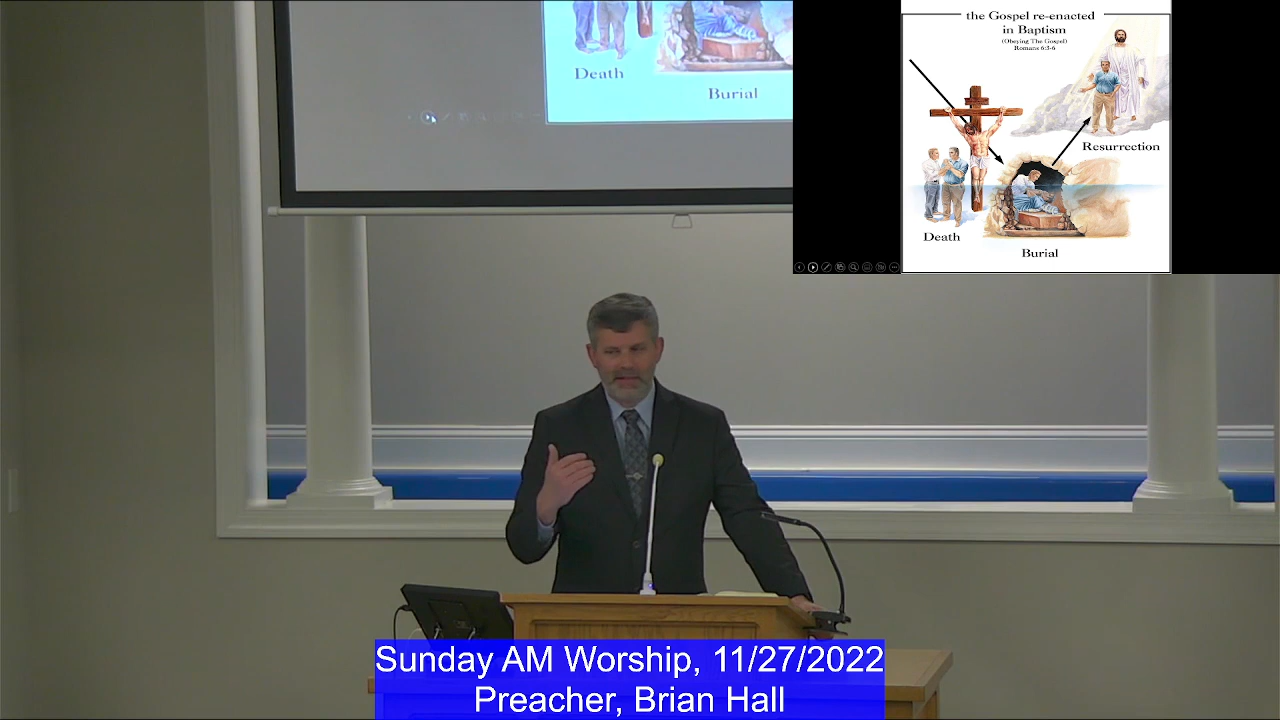 the Gospel re-enacted
in Baptism
(Obeying The Gospel)
Romans 6:3-6
Resurrection
Death
Burial
Death
Burial
Sunday AM Worship, 11/27/2022
Preacher, Brian Hall